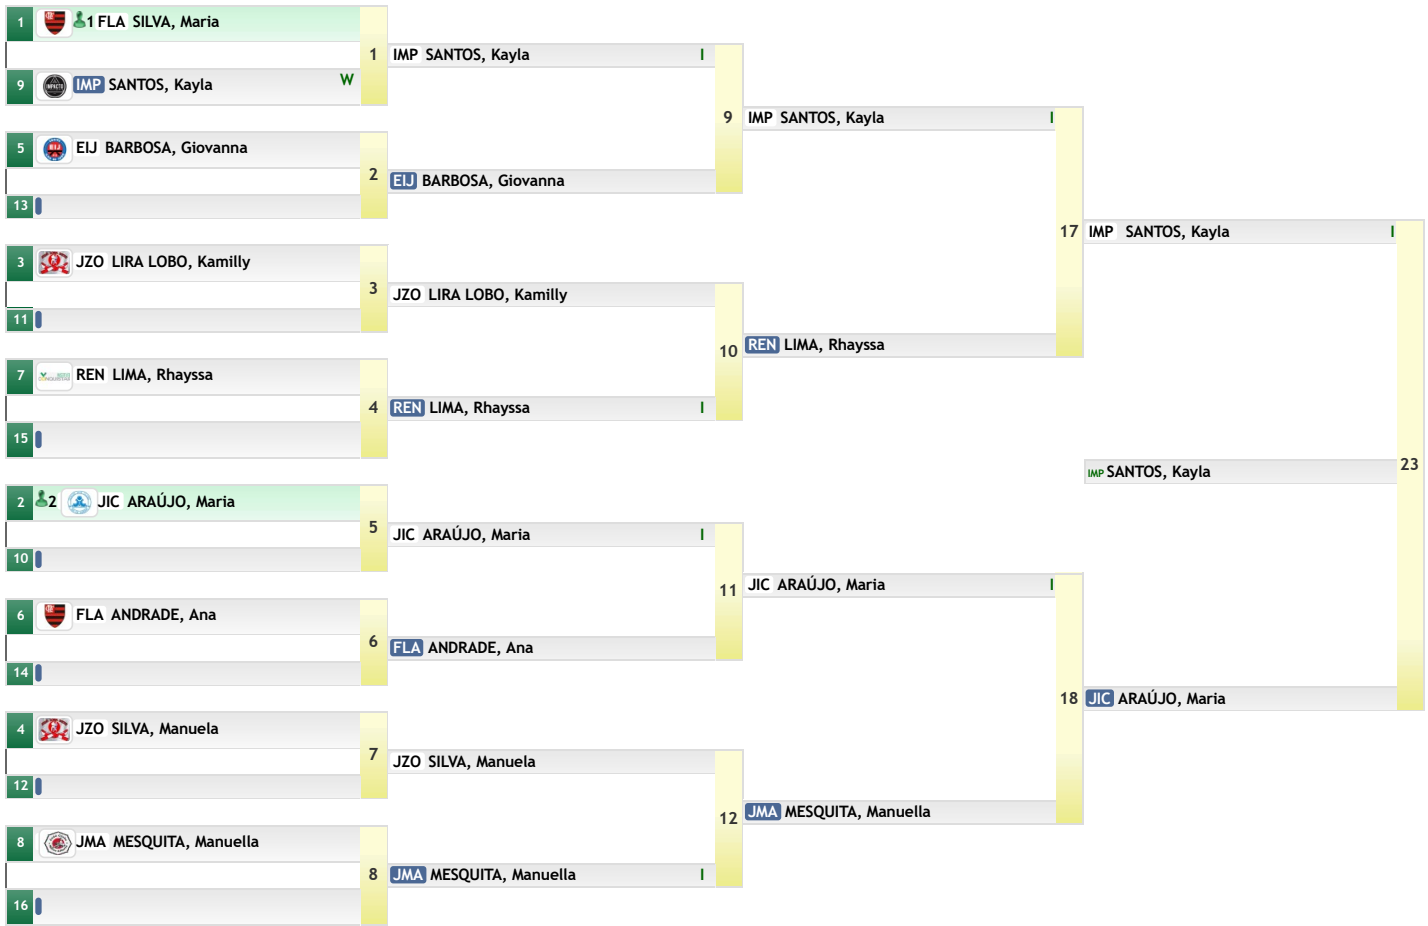 1 1 FLA SILVA, Maria
1 IMP SANTOS, Kayla I
9 IMPACTO IMP SANTOS, Kayla W
9 IMP SANTOS, Kayla I
5 EIJ BARBOSA, Giovanna
2 EIJ BARBOSA, Giovanna
13
17 IMP SANTOS, Kayla I
3 JZO LIRA LOBO, Kamilly
3 JZO LIRA LOBO, Kamilly
11
10 REN LIMA, Rhayssa
7 REN LIMA, Rhayssa
4 REN LIMA, Rhayssa I
15
IMP SANTOS, Kayla 23
2 2 JIC ARAÚJO, Maria
5 JIC ARAÚJO, Maria I
10
11 JIC ARAÚJO, Maria I
6 FLA ANDRADE, Ana
6 FLA ANDRADE, Ana
14
18 JIC ARAÚJO, Maria
4 JZO SILVA, Manuela
7 JZO SILVA, Manuela
12
12 JMA MESQUITA, Manuella
8 JMA MESQUITA, Manuella
8 JMA MESQUITA, Manuella I
16